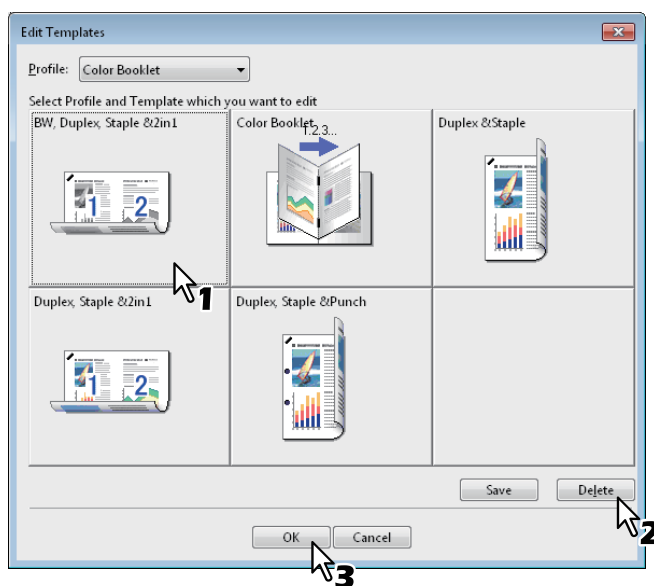 Edit Templates
Profile: Color Booklet
Select Profile and Template which you want to edit
BW, Duplex, Staple &2in1
Color Booklet
1.2.3...
Duplex &Staple
1 2
1
Duplex, Staple &2in1
Duplex, Staple &Punch
1 2
Save Delete
2
OK Cancel
3